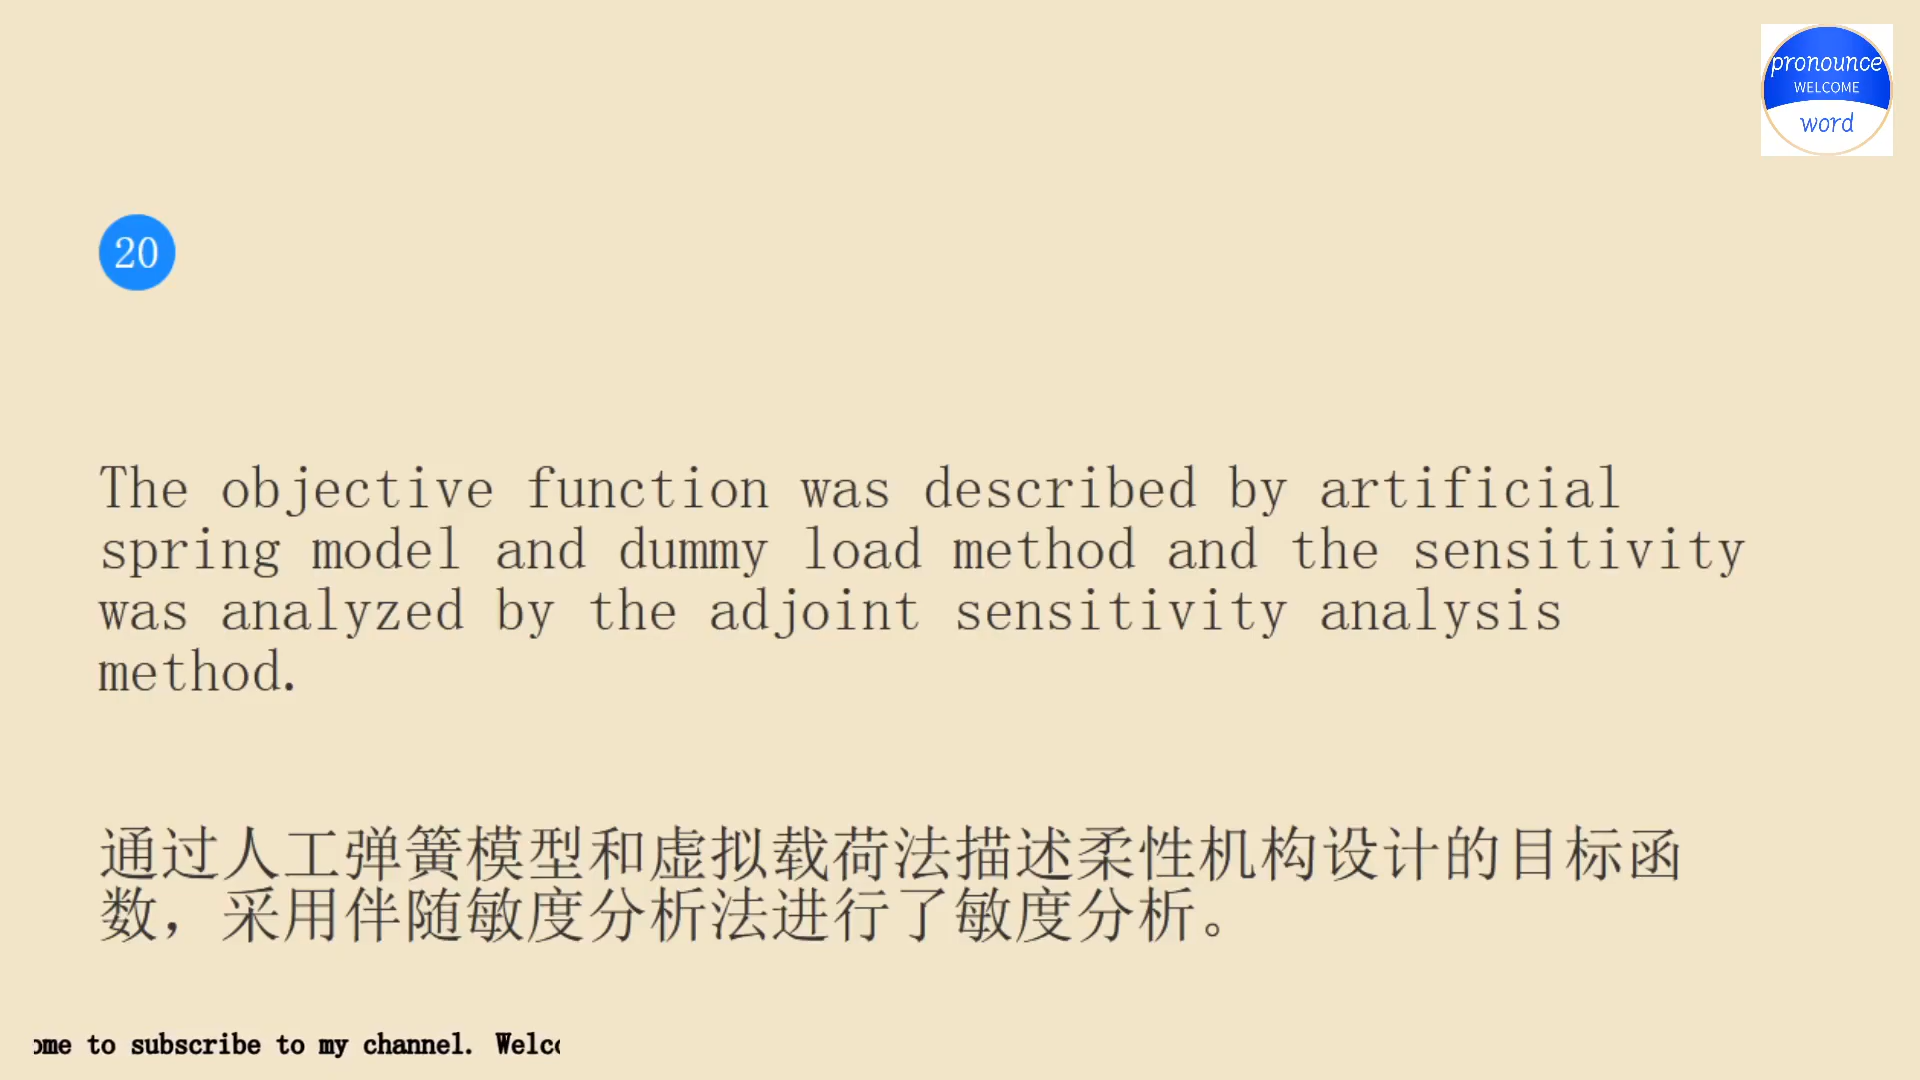 pronounce
WELCOME
word
20
The objective function was described by artificial
spring model and dummy load method and the sensitivity
was analyzed by the adjoint sensitivity analysis
method.
通过人工弹簧模型和虚拟载荷法描述柔性机构设计的目标函
数，采用伴随敏度分析法进行了敏度分析。
ome to subscribe to my channel. Welc